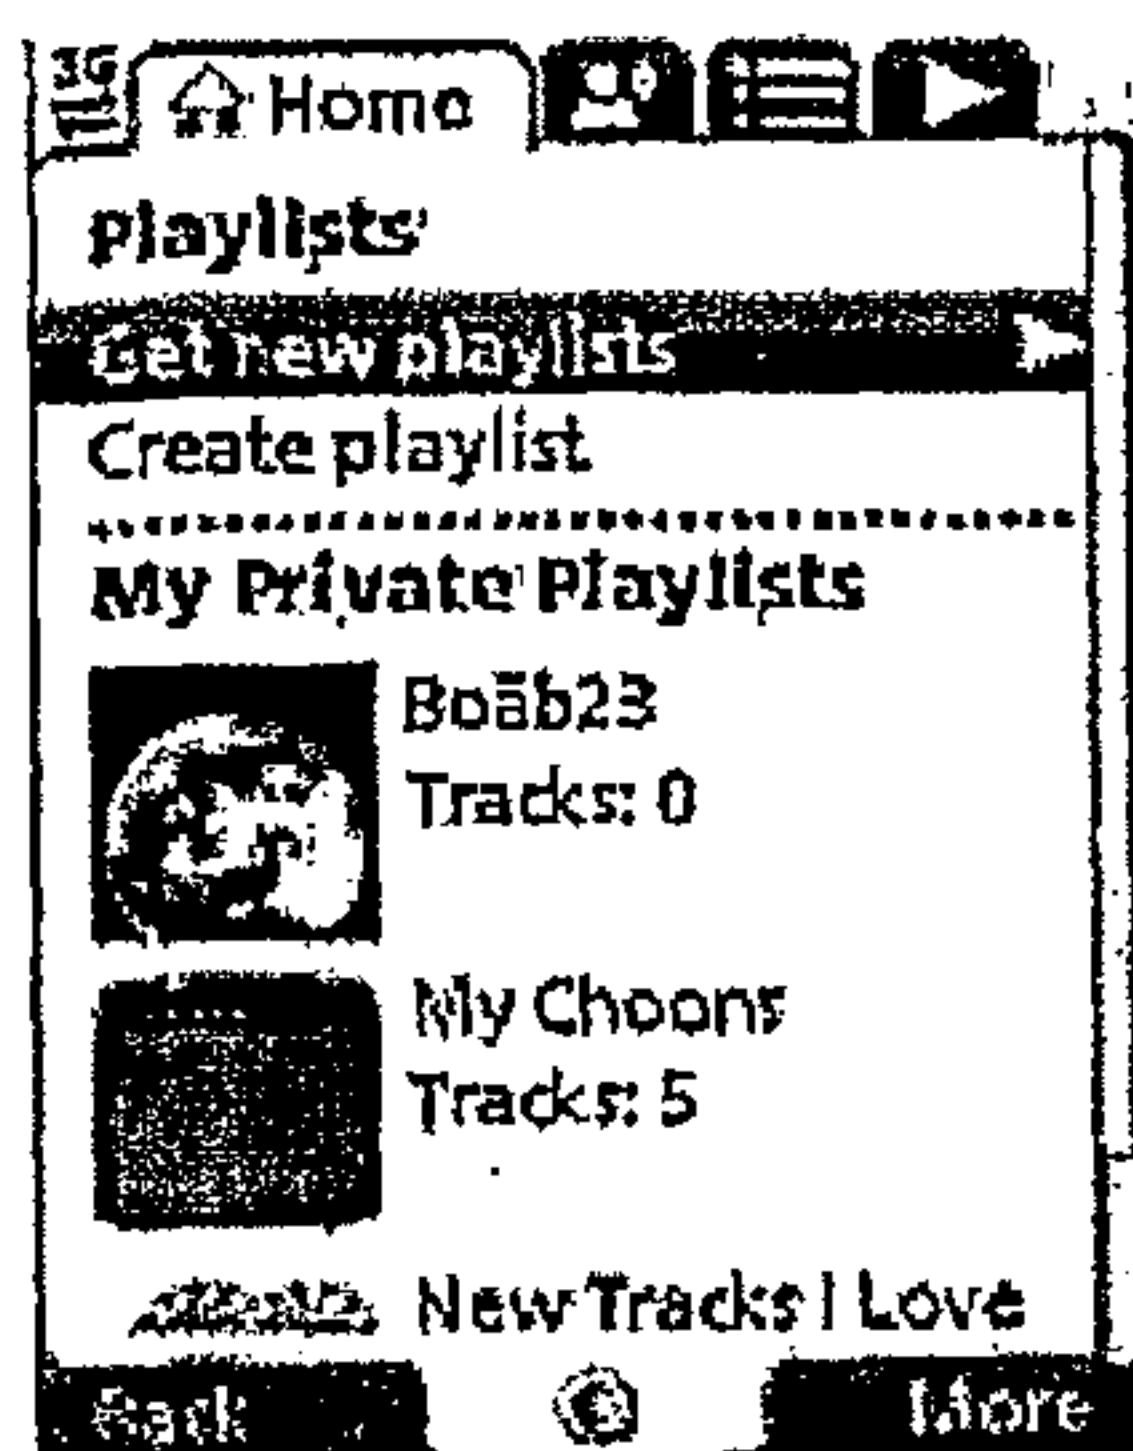 3G
Home
Playlists
Get new playlists
Create playlist
My Private Playlists
Boab23
Tracks: 0
My Choons
Tracks: 5
New Tracks I Love
Back
More